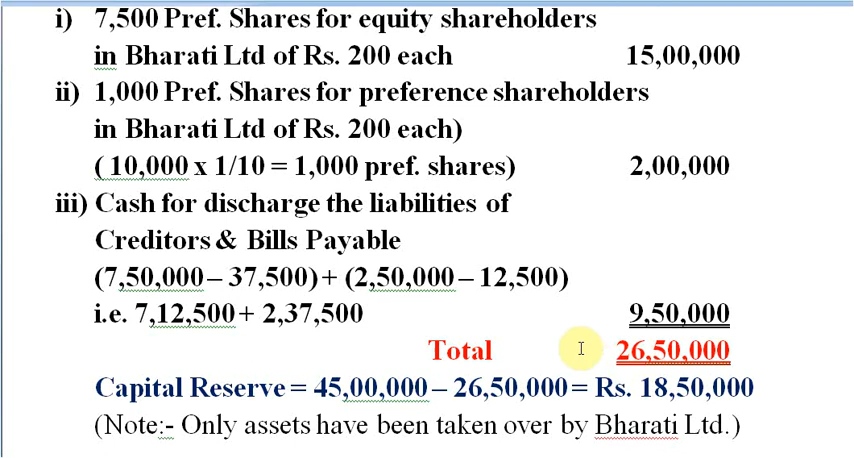 i) 7,500 Pref. Shares for equity shareholders
in Bharati Ltd of Rs. 200 each 15,00,000
ii) 1,000 Pref. Shares for preference shareholders
in Bharati Ltd of Rs. 200 each)
( 10,000 x 1/10 = 1,000 pref. shares) 2,00,000
iii) Cash for discharge the liabilities of
Creditors & Bills Payable
(7,50,000 – 37,500) + (2,50,000 – 12,500)
i.e. 7,12,500 + 2,37,500 9,50,000
Total 26,50,000
Capital Reserve = 45,00,000 – 26,50,000 = Rs. 18,50,000
(Note:- Only assets have been taken over by Bharati Ltd.)